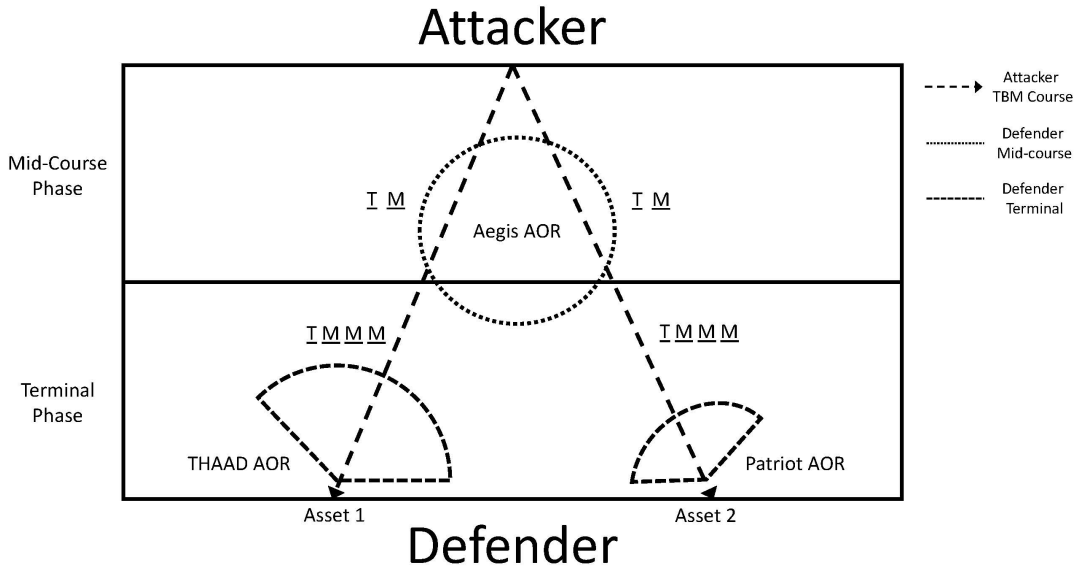 Attacker
Attacker
TBM Course
Defender
Mid-course
Defender
Terminal
Mid-Course
Phase
T M
T M
Aegis AOR
T M M M
T M M M
Terminal
Phase
THAAD AOR
Patriot AOR
Asset 1
Asset 2
Defender